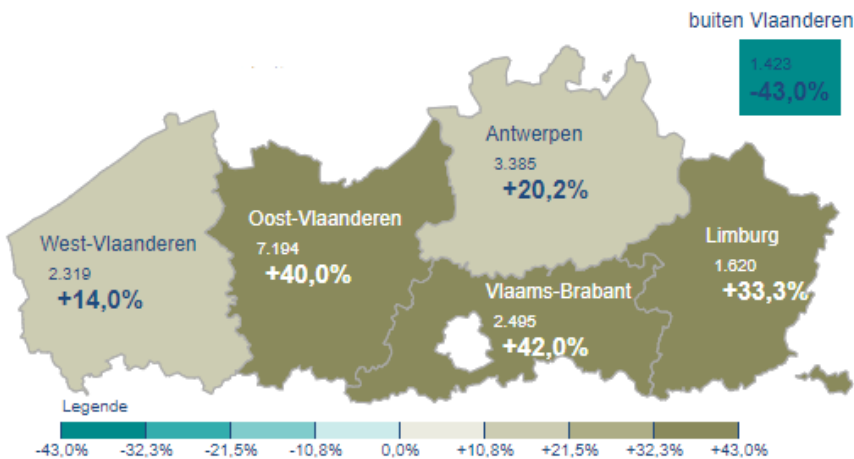 buiten Vlaanderen
1.423
-43,0%
Antwerpen
3.385
+20,2%
Oost-Vlaanderen
7.194
+40,0%
West-Vlaanderen
2.319
+14,0%
Limburg
1.620
+33,3%
Vlaams-Brabant
2.495
+42,0%
Legende
-43,0% -32,3% -21,5% -10,8% 0,0% +10,8% +21,5% +32,3% +43,0%